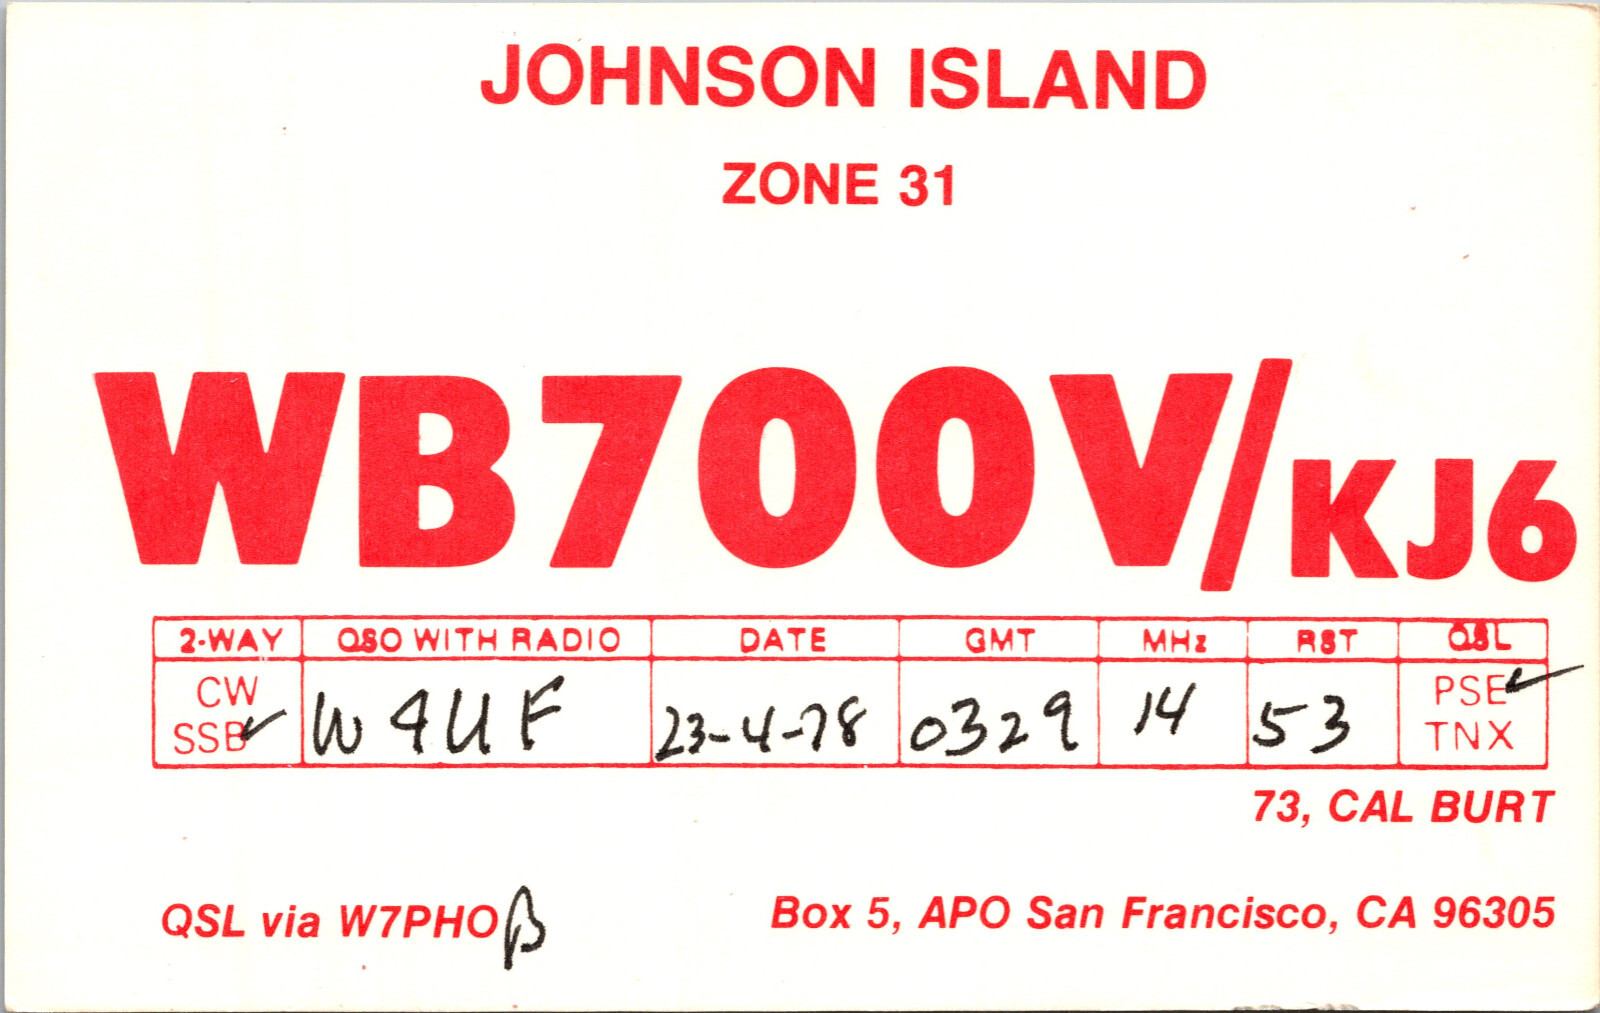 JOHNSON ISLAND
ZONE 31
WB7OOV/KJ6
2-WAY QSO WITH RADIO DATE GMT MHz RST QSL
CW PSE✓
SSB✓ W4UF 23-4-78 0329 14 53 TNX
73, CAL BURT
QSL via W7PHO
Box 5, APO San Francisco, CA 96305